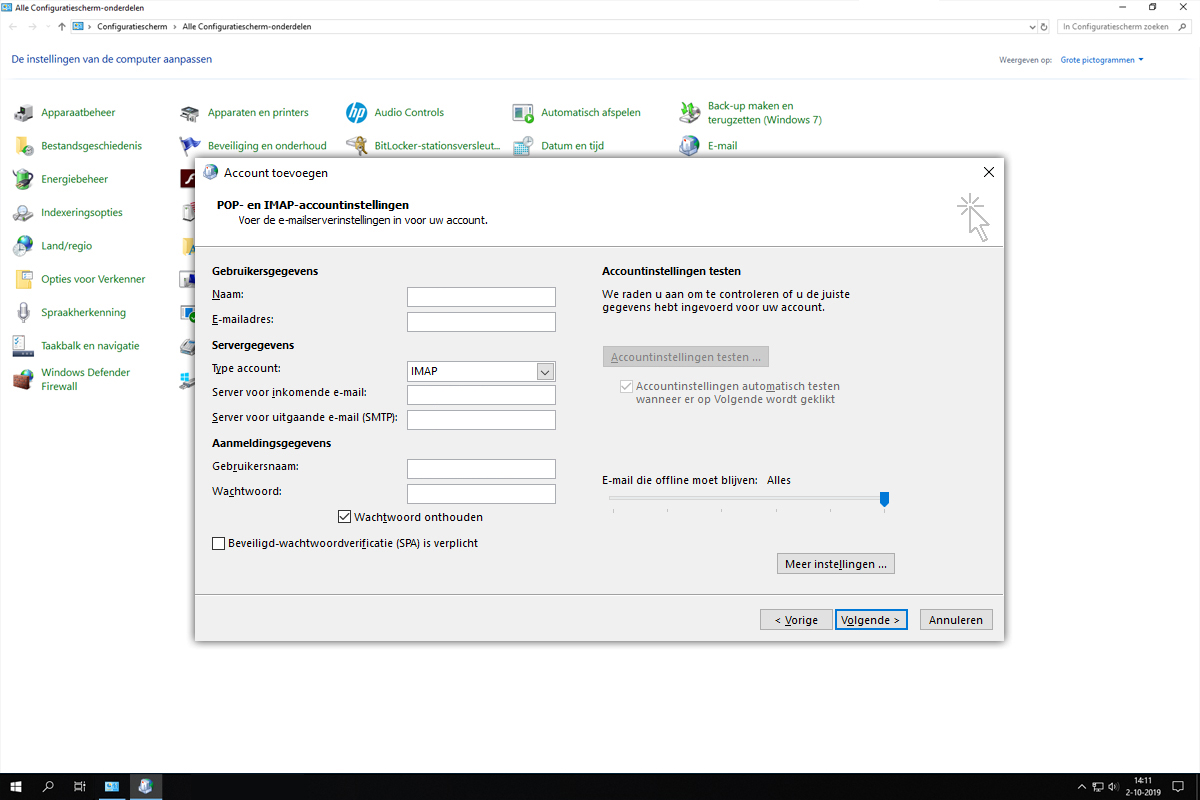 Alle Configuratiescherm-onderdelen
Configuratiescherm > Alle Configuratiescherm-onderdelen
In Configuratiescherm zoeken
De instellingen van de computer aanpassen
Weergeven op: Grote pictogrammen
Apparaatbeheer
Apparaten en printers
hp
Audio Controls
Automatisch afspelen
Back-up maken en
terugzetten (Windows 7)
Bestandsgeschiedenis
Beveiliging en onderhoud
BitLocker-stationsversleut...
Datum en tijd
E-mail
Energiebeheer
Indexeringsopties
Land/regio
Opties voor Verkenner
Spraakherkenning
Taakbalk en navigatie
Windows Defender
Firewall
Account toevoegen
POP- en IMAP-accountinstellingen
Voer de e-mailserverinstellingen in voor uw account.
Gebruikersgegevens
Naam:
E-mailadres:
Servergegevens
Type account:
IMAP
Server voor inkomende e-mail:
Server voor uitgaande e-mail (SMTP):
Aanmeldingsgegevens
Gebruikersnaam:
Wachtwoord:
Wachtwoord onthouden
Beveiligd-wachtwoordverificatie (SPA) is verplicht
Accountinstellingen testen
We raden u aan om te controleren of u de juiste
gegevens hebt ingevoerd voor uw account.
Accountinstellingen testen ...
Accountinstellingen automatisch testen
wanneer er op Volgende wordt geklikt
E-mail die offline moet blijven: Alles
Meer instellingen ...
< Vorige
Volgende >
Annuleren
14:11
2-10-2019